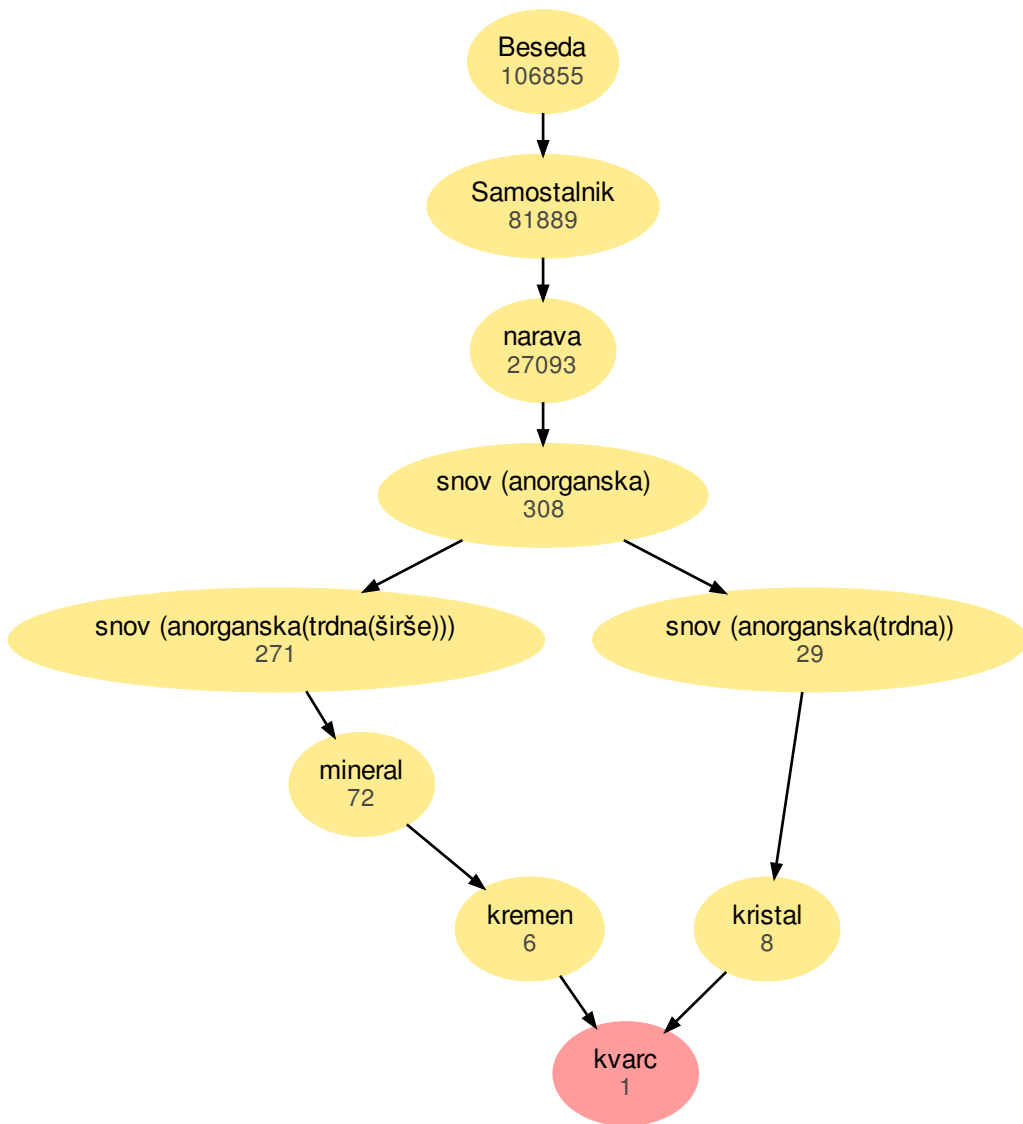 Beseda
106855
Samostalnik
81889
narava
27093
snov (anorganska)
308
snov (anorganska(trdna(širše)))
271
snov (anorganska(trdna))
29
mineral
72
kremen
6
kristal
8
kvarc
1